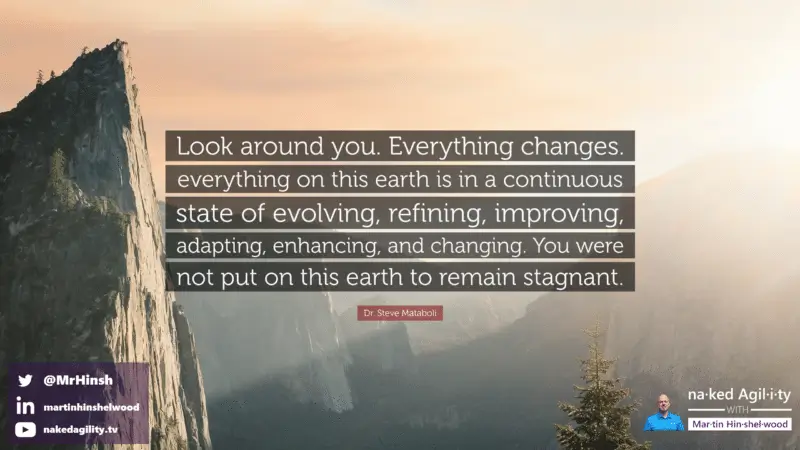 Look around you. Everything changes.
everything on this earth is in a continuous
state of evolving, refining, improving,
adapting, enhancing, and changing. You were
not put on this earth to remain stagnant.
Dr. Steve Mataboli
@MrHinsh
martinhinshelwood
nakedagility.tv
na·ked Agil·i·ty
WITH
Mar·tin Hin·shel·wood